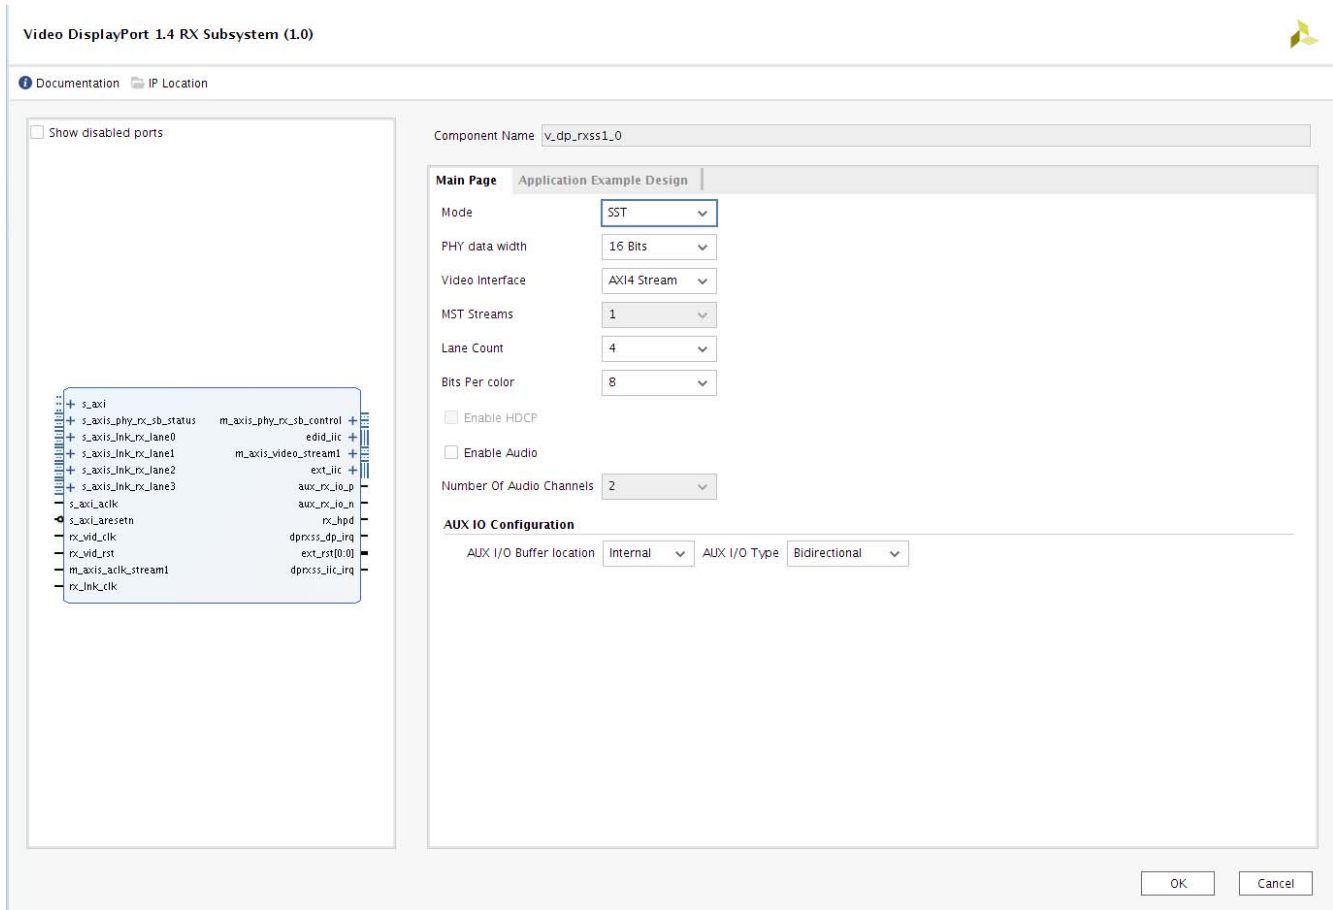 Video DisplayPort 1.4 RX Subsystem (1.0)
Documentation IP Location
Show disabled ports
s_axi
s_axis_phy_rx_sb_status m_axis_phy_rx_sb_control
s_axis_lnk_rx_lane0 edid_iic
s_axis_lnk_rx_lane1 m_axis_video_stream1
s_axis_lnk_rx_lane2 ext_iic
s_axis_lnk_rx_lane3 aux_rx_io_p
s_axi_aclk aux_rx_io_n
s_axi_aresetn rx_hpd
rx_vid_clk dprxss_dp_irq
rx_vid_rst ext_rst[0:0]
m_axis_aclk_stream1 dprxss_iic_irq
rx_lnk_clk
Component Name v_dp_rxss1_0
Main Page Application Example Design
Mode SST
PHY data width 16 Bits
Video Interface AXI4 Stream
MST Streams 1
Lane Count 4
Bits Per color 8
Enable HDCP
Enable Audio
Number Of Audio Channels 2
AUX IO Configuration
AUX I/O Buffer location Internal AUX I/O Type Bidirectional
OK Cancel